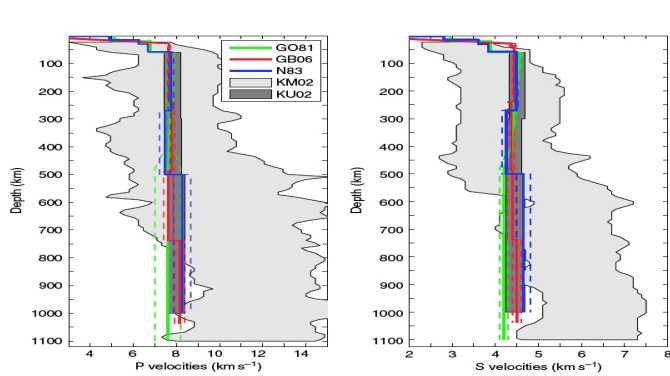 GO81
GB06
N83
KM02
KU02
100
200
300
400
500
600
700
800
900
1000
1100
Depth (km)
4 6 8 10 12 14
P velocities (km s⁻¹)
100
200
300
400
500
600
700
800
900
1000
1100
Depth (km)
2 3 4 5 6 7 8
S velocities (km s⁻¹)